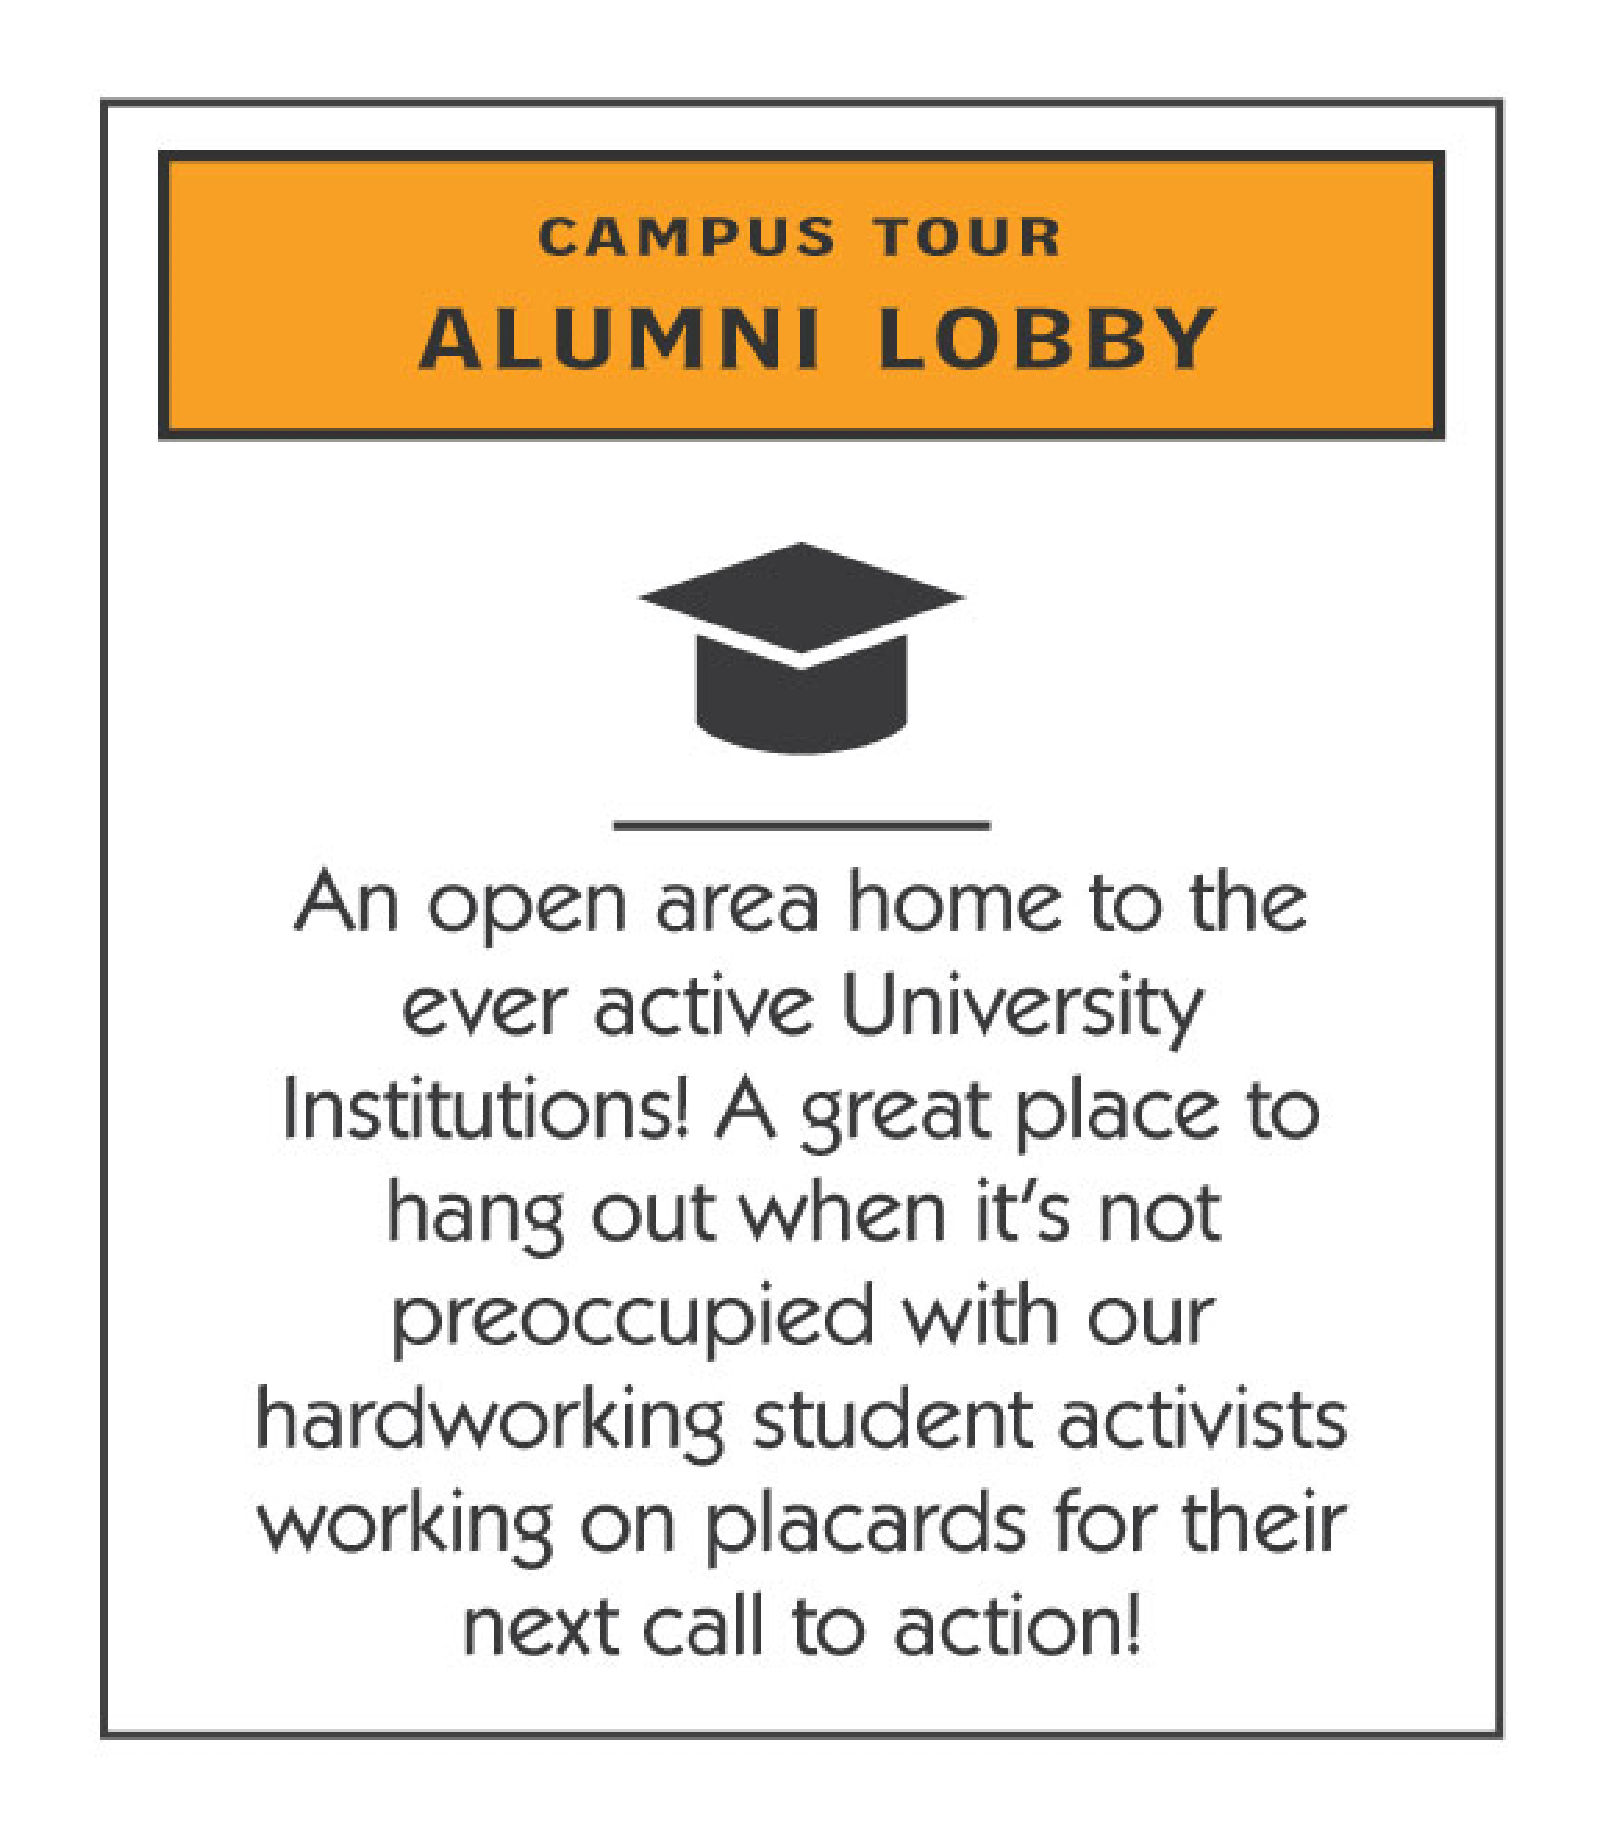 CAMPUS TOUR
ALUMNI LOBBY
An open area home to the
ever active University
Institutions! A great place to
hang out when it’s not
preoccupied with our
hardworking student activists
working on placards for their
next call to action!